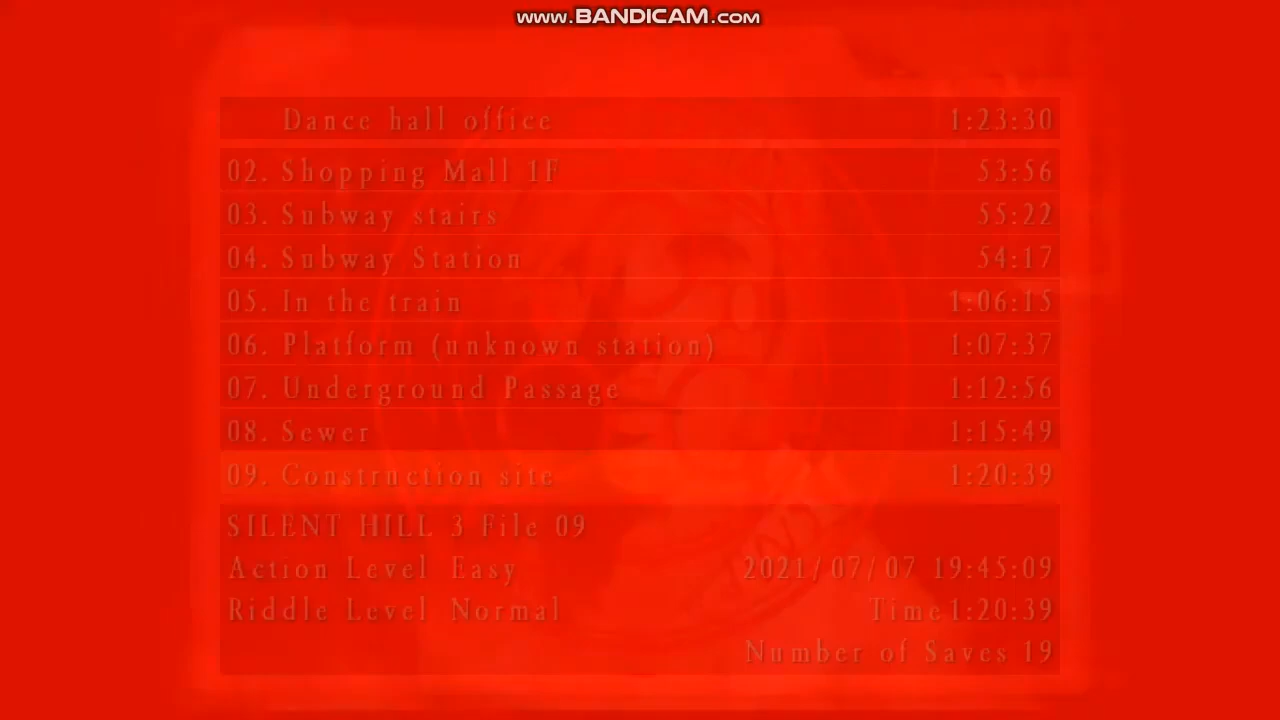 www.BANDICAM.com
Dance hall office 1:23:30
02. Shopping Mall 1F 53:56
03. Subway stairs 55:22
04. Subway Station 54:17
05. In the train 1:06:15
06. Platform (unknown station) 1:07:37
07. Underground Passage 1:12:56
08. Sewer 1:15:49
09. Construction site 1:20:39
SILENT HILL 3 File 09
Action Level Easy 2021/07/07 19:45:09
Riddle Level Normal Time 1:20:39
Number of Saves 19